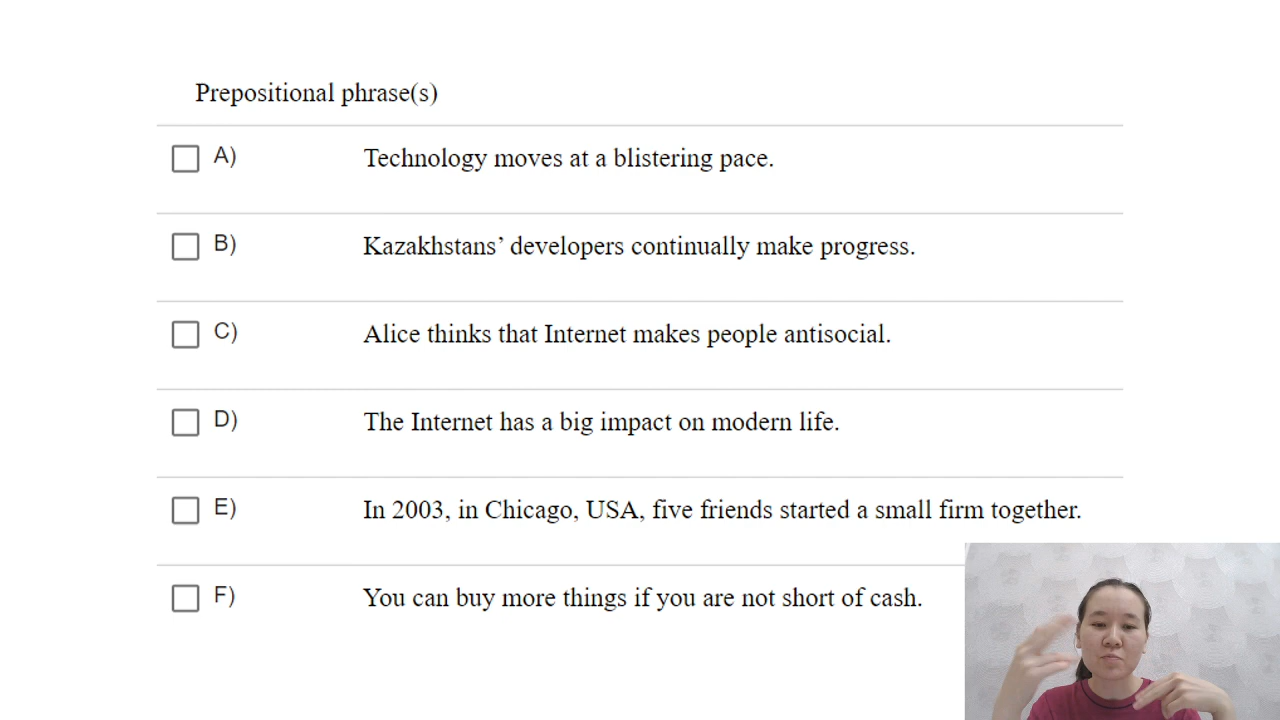 Prepositional phrase(s)
A) Technology moves at a blistering pace.
B) Kazakhstans’ developers continually make progress.
C) Alice thinks that Internet makes people antisocial.
D) The Internet has a big impact on modern life.
E) In 2003, in Chicago, USA, five friends started a small firm together.
F) You can buy more things if you are not short of cash.